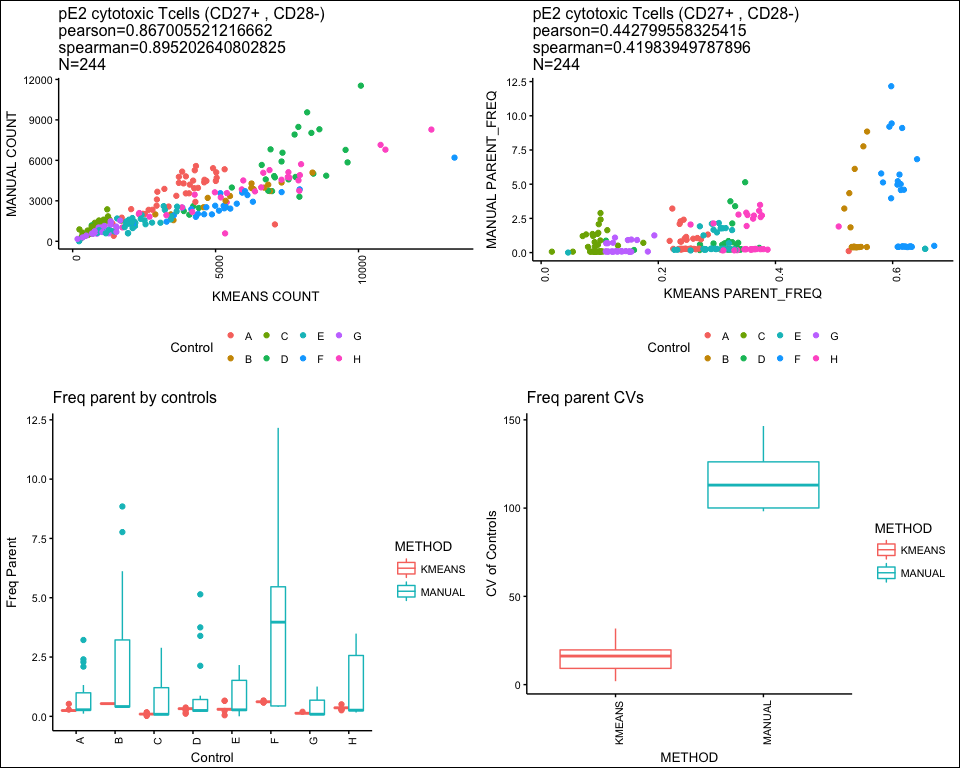 pE2 cytotoxic Tcells (CD27+ , CD28-)
pearson=0.867005521216662
spearman=0.895202640802825
N=244
12000
9000
6000
3000
0
MANUAL COUNT
0
50000
100000
KMEANS COUNT
Control
A C E G
B D F H
pE2 cytotoxic Tcells (CD27+ , CD28-)
pearson=0.442799558325415
spearman=0.41983949787896
N=244
12.5
10.0
7.5
5.0
2.5
0.0
MANUAL PARENT_FREQ
0.0
0.2
0.4
0.6
KMEANS PARENT_FREQ
Control
A C E G
B D F H
Freq parent by controls
12.5
10.0
7.5
5.0
2.5
0.0
Freq Parent
A
B
C
D
E
F
G
H
Control
METHOD
KMEANS
MANUAL
Freq parent CVs
150
100
50
0
CV of Controls
KMEANS
MANUAL
METHOD
METHOD
KMEANS
MANUAL